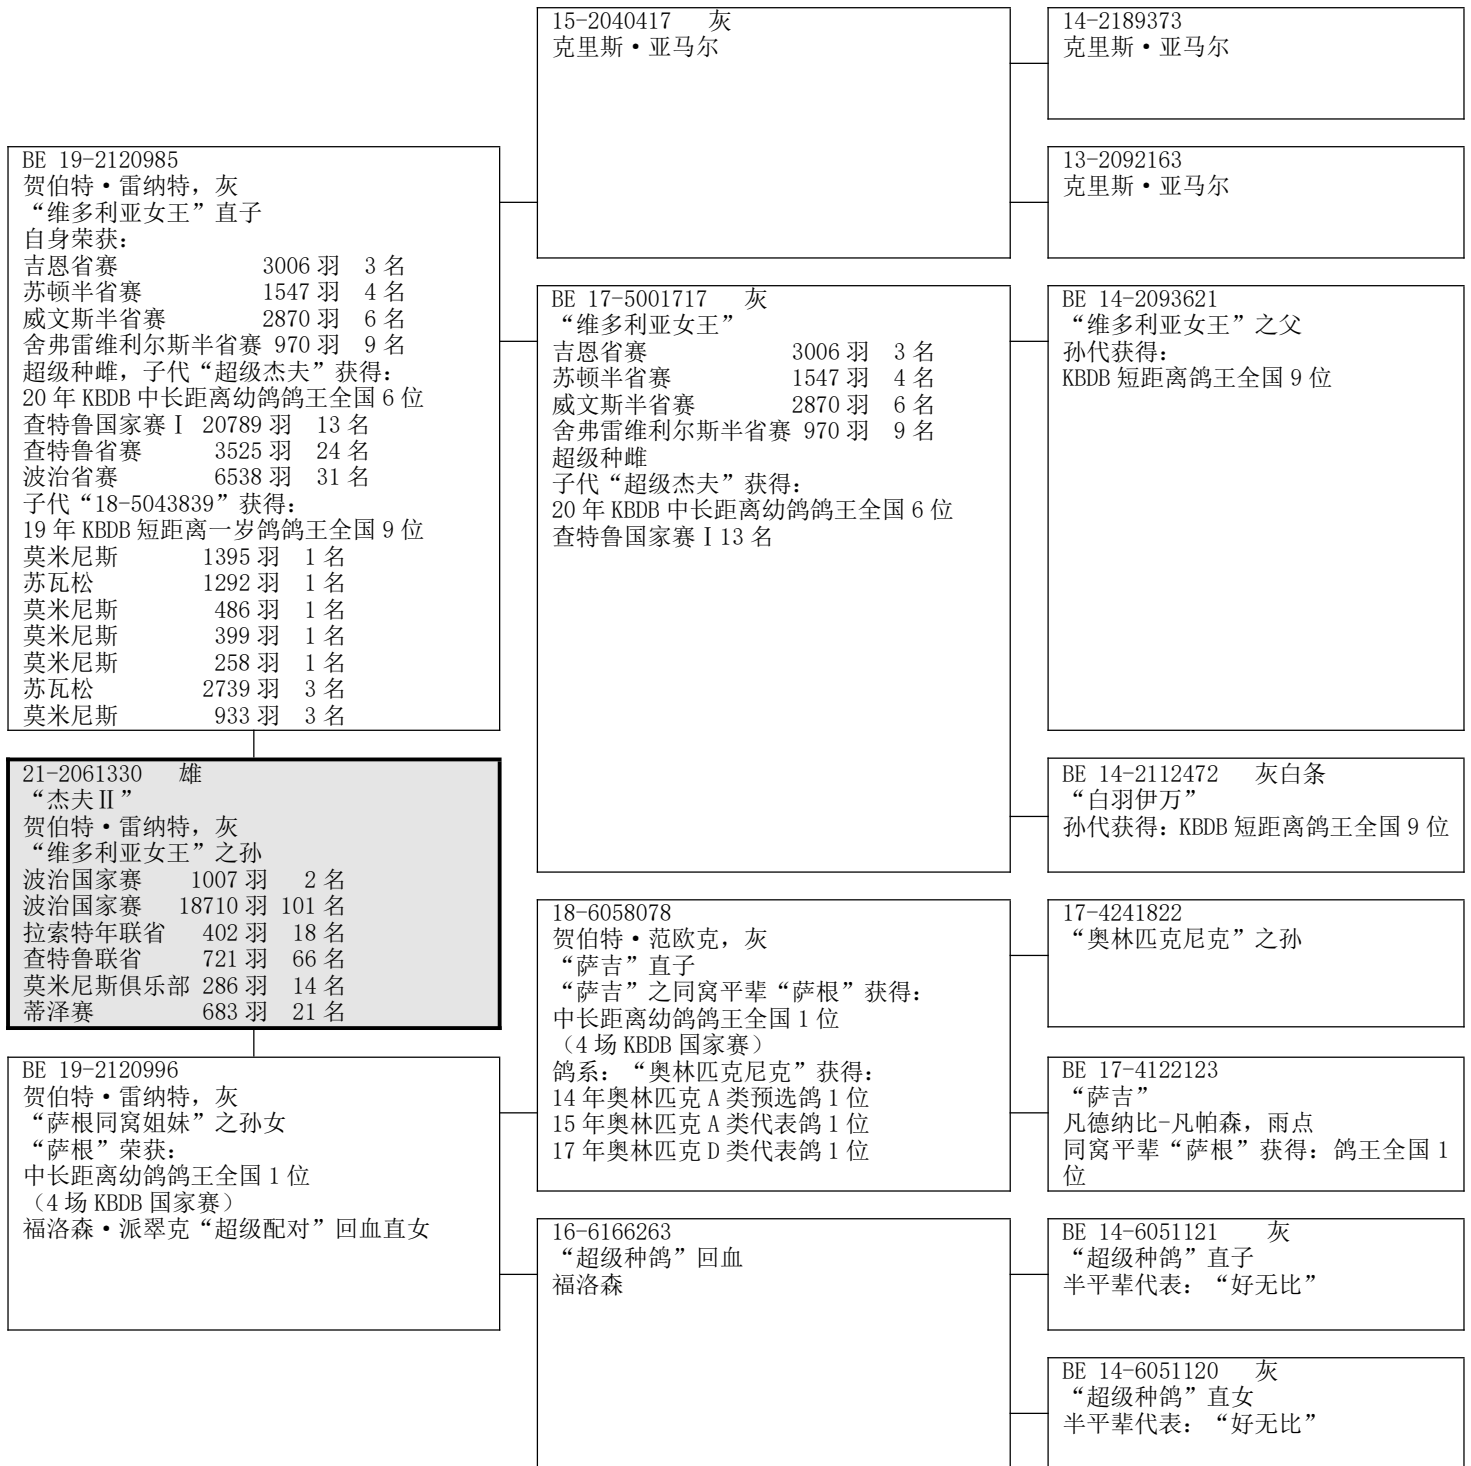 15-2040417 灰
克里斯·亚马尔
14-2189373
克里斯·亚马尔
13-2092163
克里斯·亚马尔
BE 19-2120985
贺伯特·雷纳特，灰
“维多利亚女王”直子
自身荣获：
吉恩省赛 3006 羽 3 名
苏顿半省赛 1547 羽 4 名
威文斯半省赛 2870 羽 6 名
舍弗雷维利尔斯半省赛 970 羽 9 名
超级种雌，子代“超级杰夫”获得：
20 年 KBDB 中长距离幼鸽鸽王全国 6 位
查特鲁国家赛Ⅰ 20789 羽 13 名
查特鲁省赛 3525 羽 24 名
波治省赛 6538 羽 31 名
子代“18-5043839”获得：
19 年 KBDB 短距离一岁鸽鸽王全国 9 位
莫米尼斯 1395 羽 1 名
苏瓦松 1292 羽 1 名
莫米尼斯 486 羽 1 名
莫米尼斯 399 羽 1 名
莫米尼斯 258 羽 1 名
苏瓦松 2739 羽 3 名
莫米尼斯 933 羽 3 名
BE 17-5001717 灰
“维多利亚女王”
吉恩省赛 3006 羽 3 名
苏顿半省赛 1547 羽 4 名
威文斯半省赛 2870 羽 6 名
舍弗雷维利尔斯半省赛 970 羽 9 名
超级种雌
子代“超级杰夫”获得：
20 年 KBDB 中长距离幼鸽鸽王全国 6 位
查特鲁国家赛Ⅰ13 名
BE 14-2093621
“维多利亚女王”之父
孙代获得：
KBDB 短距离鸽王全国 9 位
BE 14-2112472 灰白条
“白羽伊万”
孙代获得：KBDB 短距离鸽王全国 9 位
21-2061330 雄
“杰夫Ⅱ”
贺伯特·雷纳特，灰
“维多利亚女王”之孙
波治国家赛 1007 羽 2 名
波治国家赛 18710 羽 101 名
拉索特年联省 402 羽 18 名
查特鲁联省 721 羽 66 名
莫米尼斯俱乐部 286 羽 14 名
蒂泽赛 683 羽 21 名
18-6058078
贺伯特·范欧克，灰
“萨吉”直子
“萨吉”之同窝平辈“萨根”获得：
中长距离幼鸽鸽王全国 1 位
（4 场 KBDB 国家赛）
鸽系：“奥林匹克尼克”获得：
14 年奥林匹克 A 类预选鸽 1 位
15 年奥林匹克 A 类代表鸽 1 位
17 年奥林匹克 D 类代表鸽 1 位
17-4241822
“奥林匹克尼克”之孙
BE 17-4122123
“萨吉”
凡德纳比-凡帕森，雨点
同窝平辈“萨根”获得：鸽王全国 1
位
BE 19-2120996
贺伯特·雷纳特，灰
“萨根同窝姐妹”之孙女
“萨根”荣获：
中长距离幼鸽鸽王全国 1 位
（4 场 KBDB 国家赛）
福洛森·派翠克“超级配对”回血直女
16-6166263
“超级种鸽”回血
福洛森
BE 14-6051121 灰
“超级种鸽”直子
半平辈代表：“好无比”
BE 14-6051120 灰
“超级种鸽”直女
半平辈代表：“好无比”